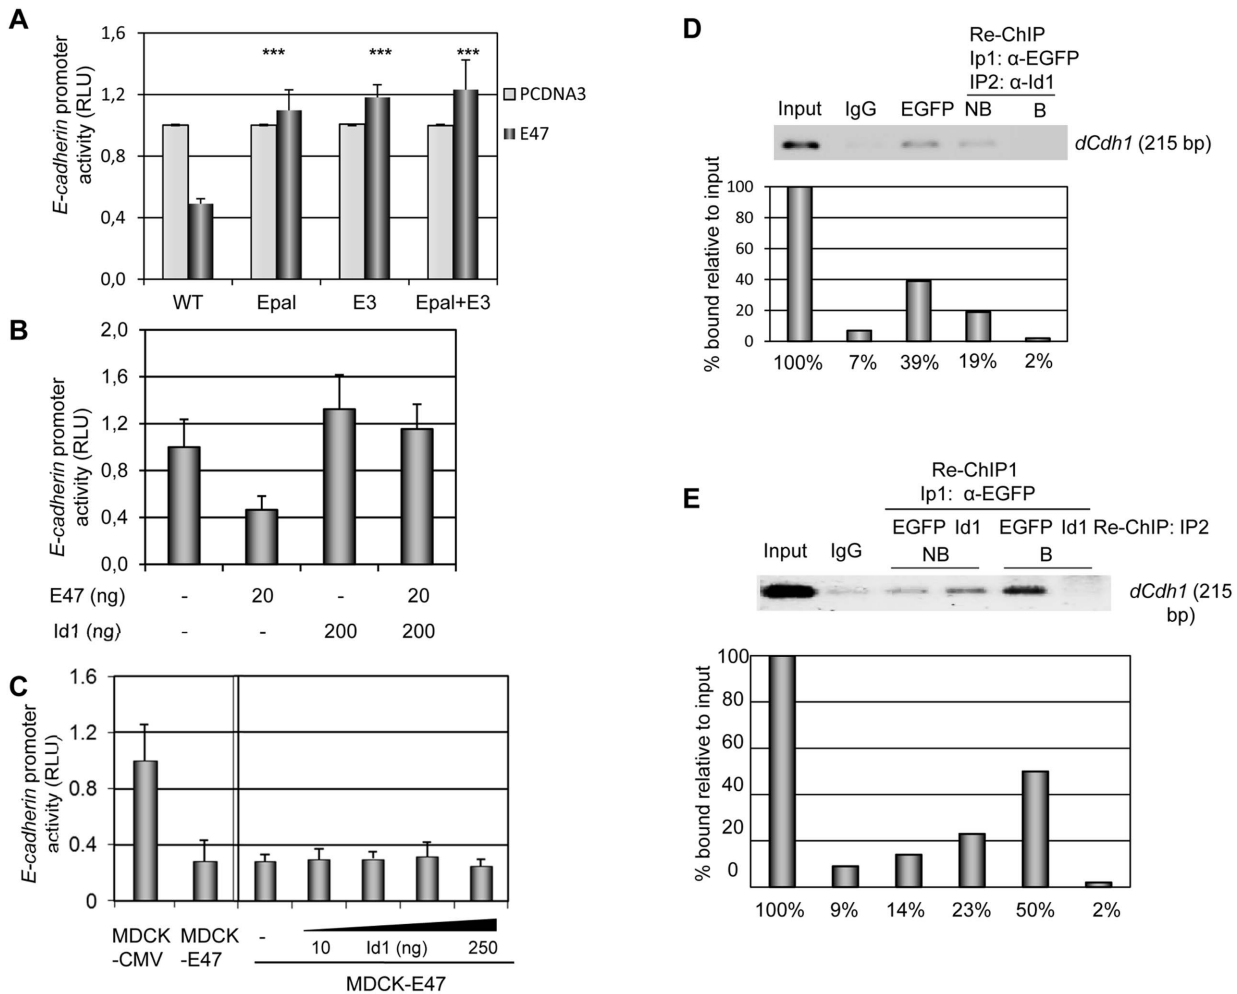 A
E-cadherin promoter
activity (RLU)
1,6
1,2
0,8
0,4
0,0
***
***
***
PCDNA3
E47
WT
Epal
E3
Epal+E3
B
E-cadherin promoter
activity (RLU)
2,0
1,6
1,2
0,8
0,4
0,0
E47 (ng) - 20 - 20
Id1 (ng) - - 200 200
C
E-cadherin promoter
activity (RLU)
1.6
1.2
0.8
0.4
0
MDCK
-CMV
MDCK
-E47
-
10
Id1 (ng)
250
MDCK-E47
D
Re-ChIP
Ip1: α-EGFP
IP2: α-Id1
Input IgG EGFP NB B
dCdh1 (215 bp)
% bound relative to input
100
80
60
40
20
0
100% 7% 39% 19% 2%
E
Re-ChIP1
Ip1: α-EGFP
EGFP Id1 EGFP Id1 Re-ChIP: IP2
Input IgG NB B
dCdh1 (215
bp)
% bound relative to input
100
80
60
40
20
0
100% 9% 14% 23% 50% 2%